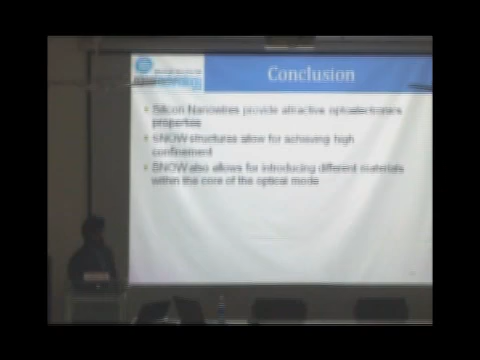 Conclusion
• Silicon Nanowires provide attractive optoelectronics
properties
• SNOW structures allow for achieving high
confinement
• SNOW also allows for introducing different materials
within the core of the optical mode